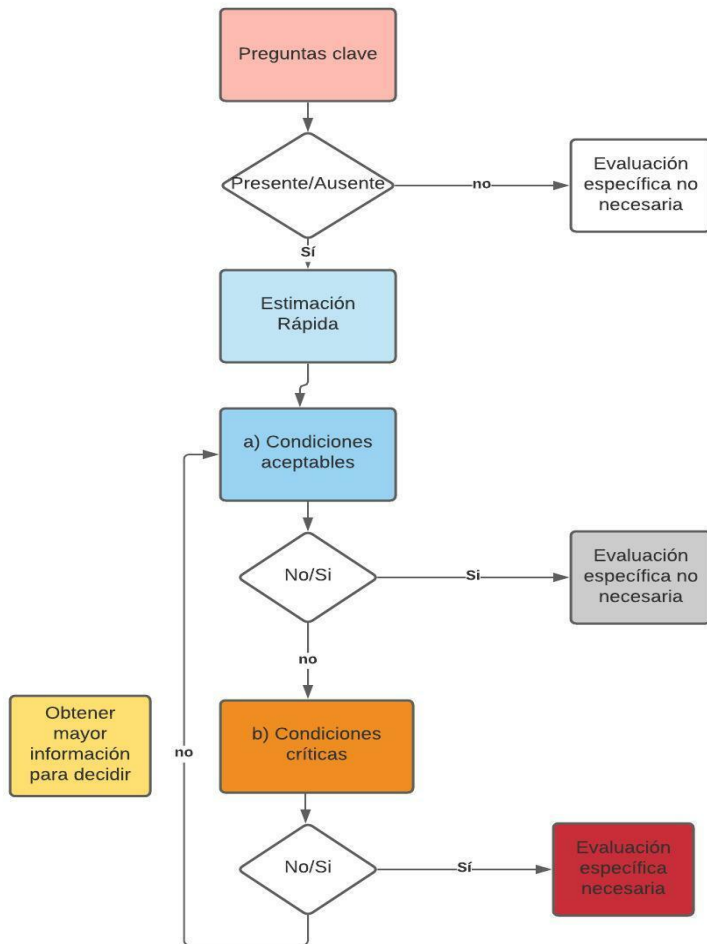 Preguntas clave
Presente/Ausente
no
Evaluación
específica no
necesaria
Sí
Estimación
Rápida
a) Condiciones
aceptables
No/Si
Si
Evaluación
específica no
necesaria
no
b) Condiciones
críticas
Obtener
mayor
información
para decidir
no
No/Si
Sí
Evaluación
específica
necesaria